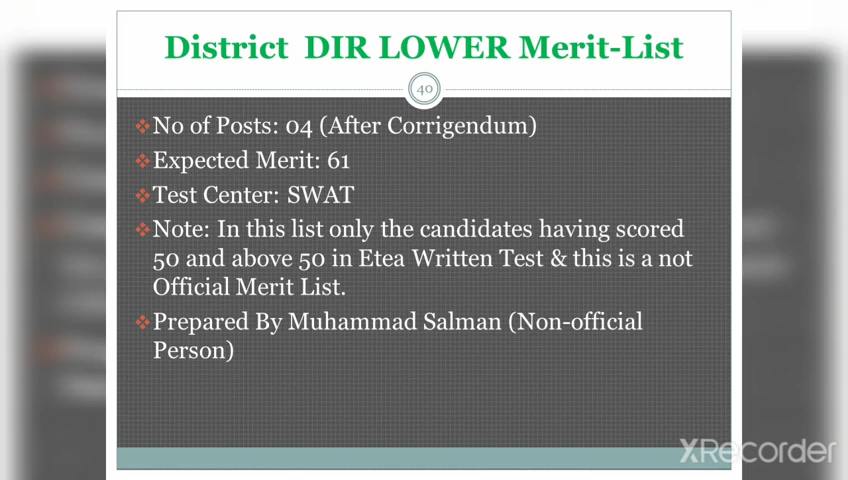 District DIR LOWER Merit-List
40
No of Posts: 04 (After Corrigendum)
Expected Merit: 61
Test Center: SWAT
Note: In this list only the candidates having scored
50 and above 50 in Etea Written Test & this is a not
Official Merit List.
Prepared By Muhammad Salman (Non-official
Person)
XRecorder